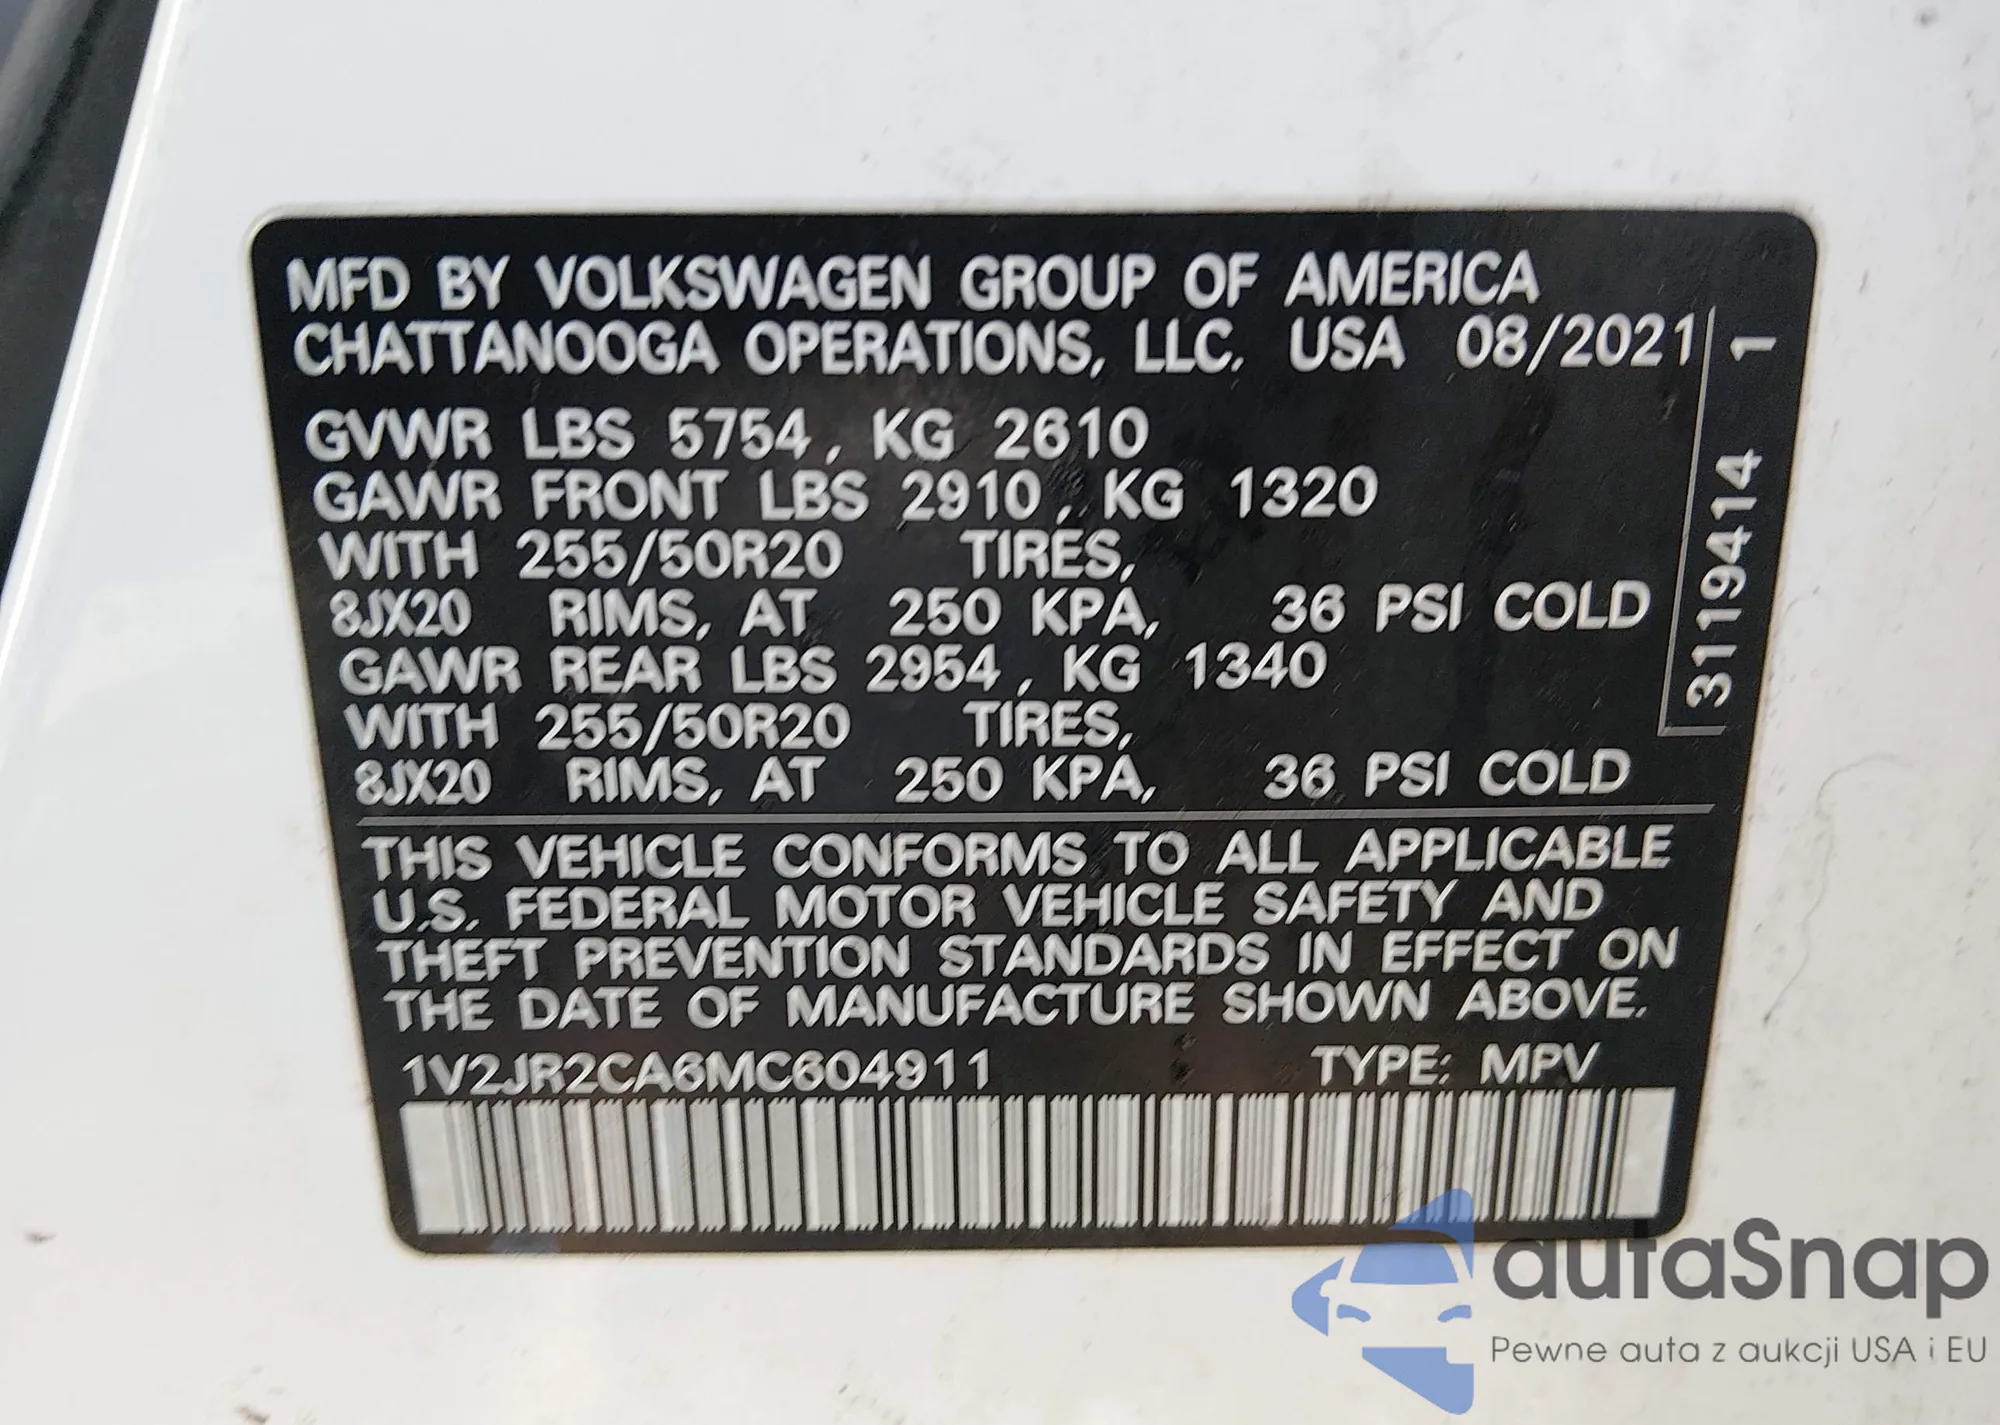 MFD BY VOLKSWAGEN GROUP OF AMERICA
CHATTANOOGA OPERATIONS, LLC. USA 08/2021
GVWR LBS 5754, KG 2610
GAWR FRONT LBS 2910, KG 1320
WITH 255/50R20 TIRES,
8JX20 RIMS, AT 250 KPA, 36 PSI COLD
GAWR REAR LBS 2954, KG 1340
WITH 255/50R20 TIRES,
8JX20 RIMS, AT 250 KPA, 36 PSI COLD
3119414 1
THIS VEHICLE CONFORMS TO ALL APPLICABLE
U.S. FEDERAL MOTOR VEHICLE SAFETY AND
THEFT PREVENTION STANDARDS IN EFFECT ON
THE DATE OF MANUFACTURE SHOWN ABOVE.
1V2JR2CA6MC604911 TYPE: MPV
autaSnap
Pewne auta z aukcji USA i EU